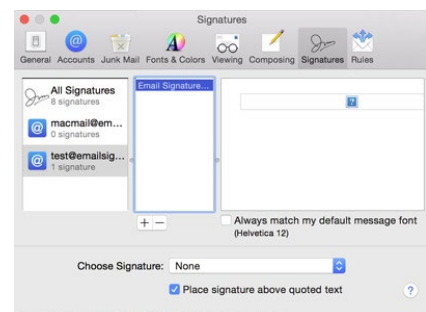 Signatures
General Accounts Junk Mail Fonts & Colors Viewing Composing Signatures Rules
All Signatures
8 signatures
macmail@em...
0 signatures
test@emailsig...
1 signature
Email Signature...
?
+ −
Always match my default message font
(Helvetica 12)
Choose Signature: None
Place signature above quoted text
?